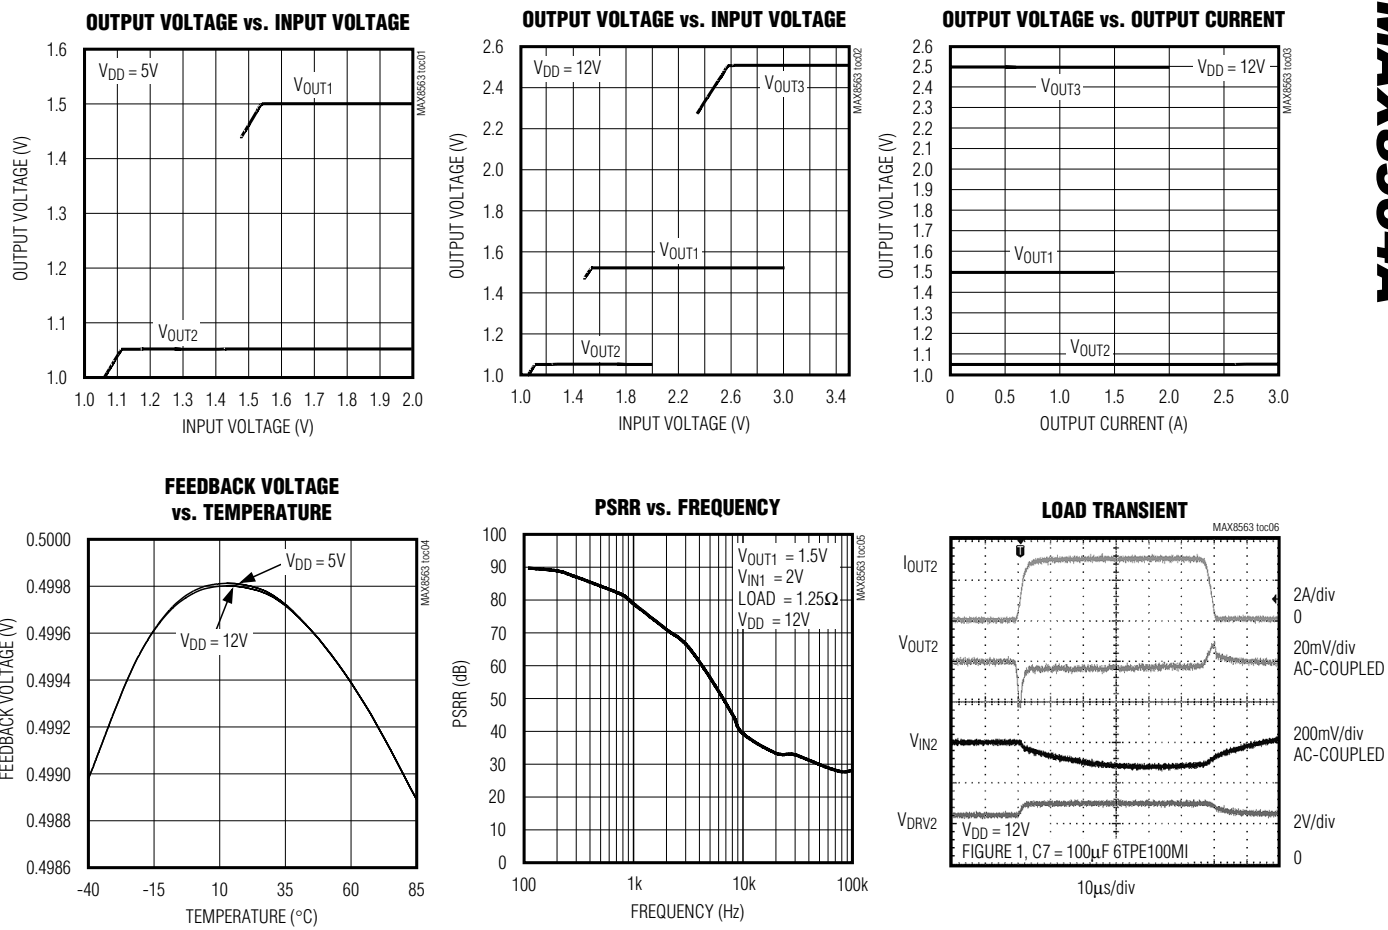 OUTPUT VOLTAGE vs. INPUT VOLTAGE
OUTPUT VOLTAGE (V)
1.6
1.5
1.4
1.3
1.2
1.1
1.0
VDD = 5V
VOUT1
VOUT2
MAX8563 toc01
1.0 1.1 1.2 1.3 1.4 1.5 1.6 1.7 1.8 1.9 2.0
INPUT VOLTAGE (V)
OUTPUT VOLTAGE vs. INPUT VOLTAGE
OUTPUT VOLTAGE (V)
2.6
2.4
2.2
2.0
1.8
1.6
1.4
1.2
1.0
VDD = 12V
VOUT3
VOUT1
VOUT2
MAX8563 toc02
1.0 1.4 1.8 2.2 2.6 3.0 3.4
INPUT VOLTAGE (V)
OUTPUT VOLTAGE vs. OUTPUT CURRENT
OUTPUT VOLTAGE (V)
2.6
2.5
2.4
2.3
2.2
2.1
2.0
1.9
1.8
1.7
1.6
1.5
1.4
1.3
1.2
1.1
1.0
VDD = 12V
VOUT3
VOUT1
VOUT2
MAX8563 toc03
0 0.5 1.0 1.5 2.0 2.5 3.0
OUTPUT CURRENT (A)
FEEDBACK VOLTAGE
vs. TEMPERATURE
FEEDBACK VOLTAGE (V)
0.5000
0.4998
0.4996
0.4994
0.4992
0.4990
0.4988
0.4986
VDD = 5V
VDD = 12V
MAX8563 toc04
-40 -15 10 35 60 85
TEMPERATURE (°C)
PSRR vs. FREQUENCY
PSRR (dB)
100
90
80
70
60
50
40
30
20
10
0
VOUT1 = 1.5V
VIN1 = 2V
LOAD = 1.25Ω
VDD = 12V
MAX8563 toc05
100 1k 10k 100k
FREQUENCY (Hz)
LOAD TRANSIENT
MAX8563 toc06
T
IOUT2
2A/div
0
VOUT2
20mV/div
AC-COUPLED
VIN2
200mV/div
AC-COUPLED
VDRV2
2V/div
0
VDD = 12V
FIGURE 1, C7 = 100µF 6TPE100MI
10µs/div